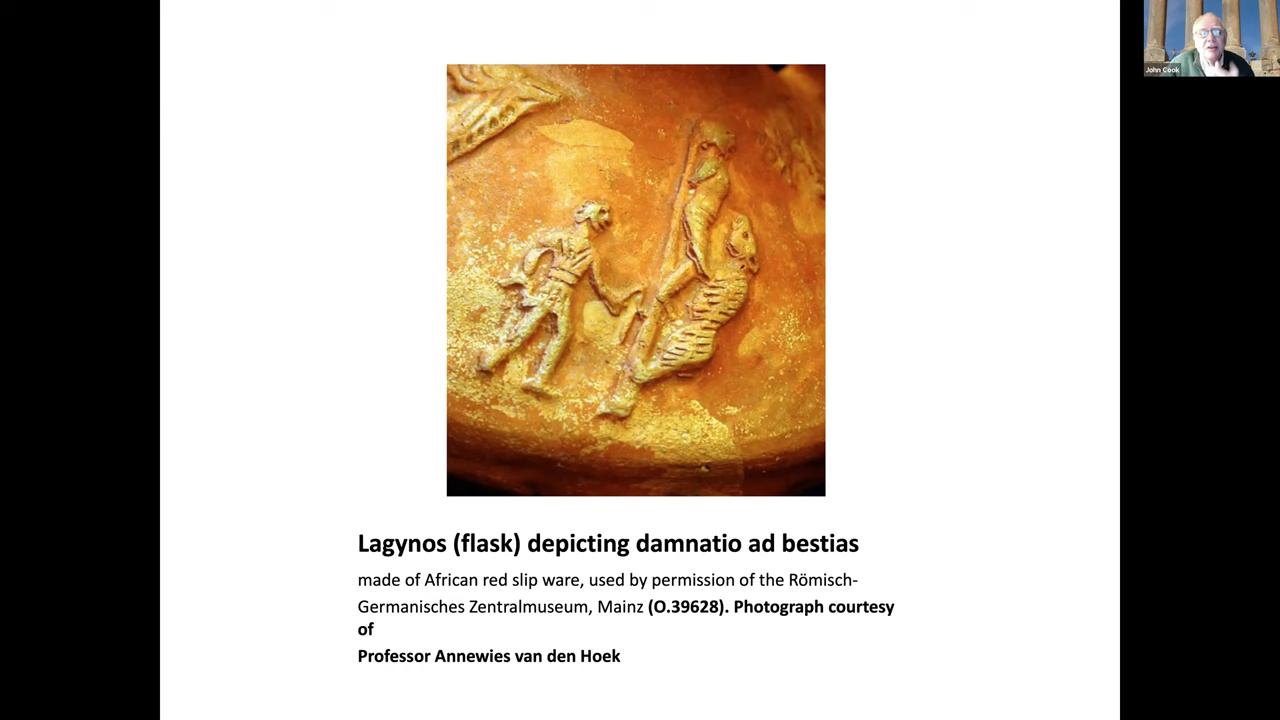 John Cook
Lagynos (flask) depicting damnatio ad bestias
made of African red slip ware, used by permission of the Römisch-
Germanisches Zentralmuseum, Mainz (O.39628). Photograph courtesy
of
Professor Annewies van den Hoek